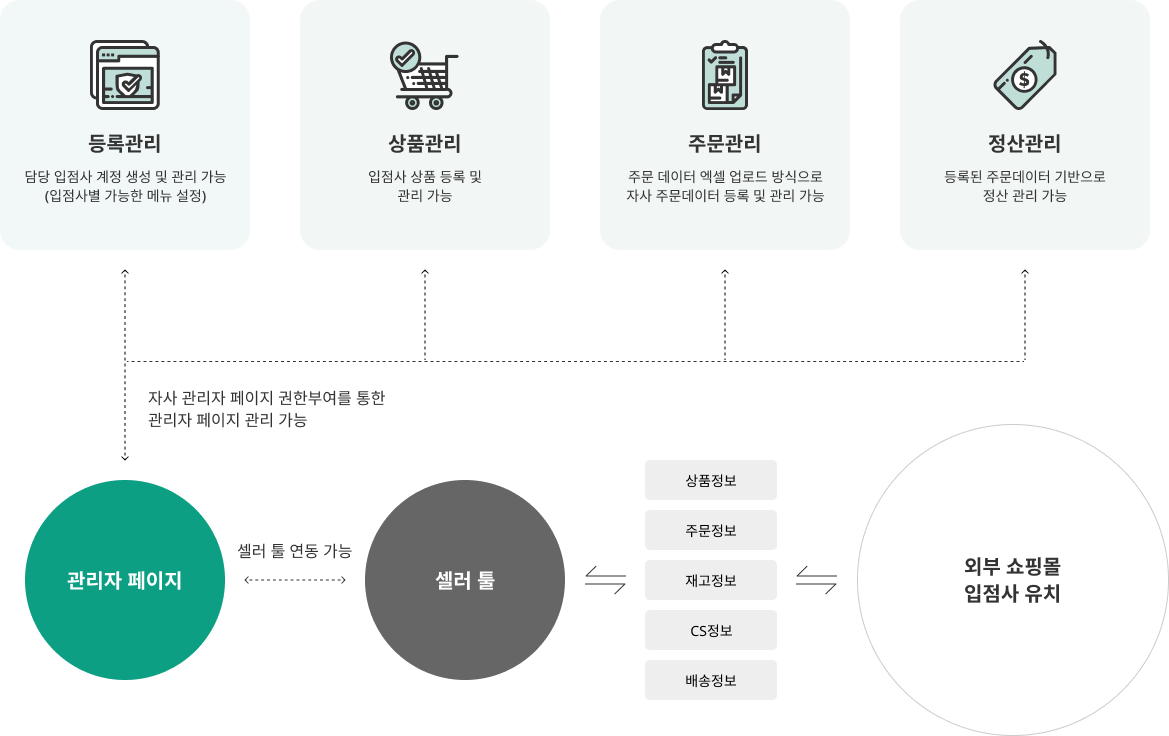 등록관리
담당 입점사 계정 생성 및 관리 가능
(입점사별 가능한 메뉴 설정)
상품관리
입점사 상품 등록 및
관리 가능
주문관리
주문 데이터 엑셀 업로드 방식으로
자사 주문데이터 등록 및 관리 가능
$
정산관리
등록된 주문데이터 기반으로
정산 관리 가능
자사 관리자 페이지 권한부여를 통한
관리자 페이지 관리 가능
관리자 페이지
셀러 툴 연동 가능
셀러 툴
상품정보
주문정보
재고정보
CS정보
배송정보
외부 쇼핑몰
입점사 유치